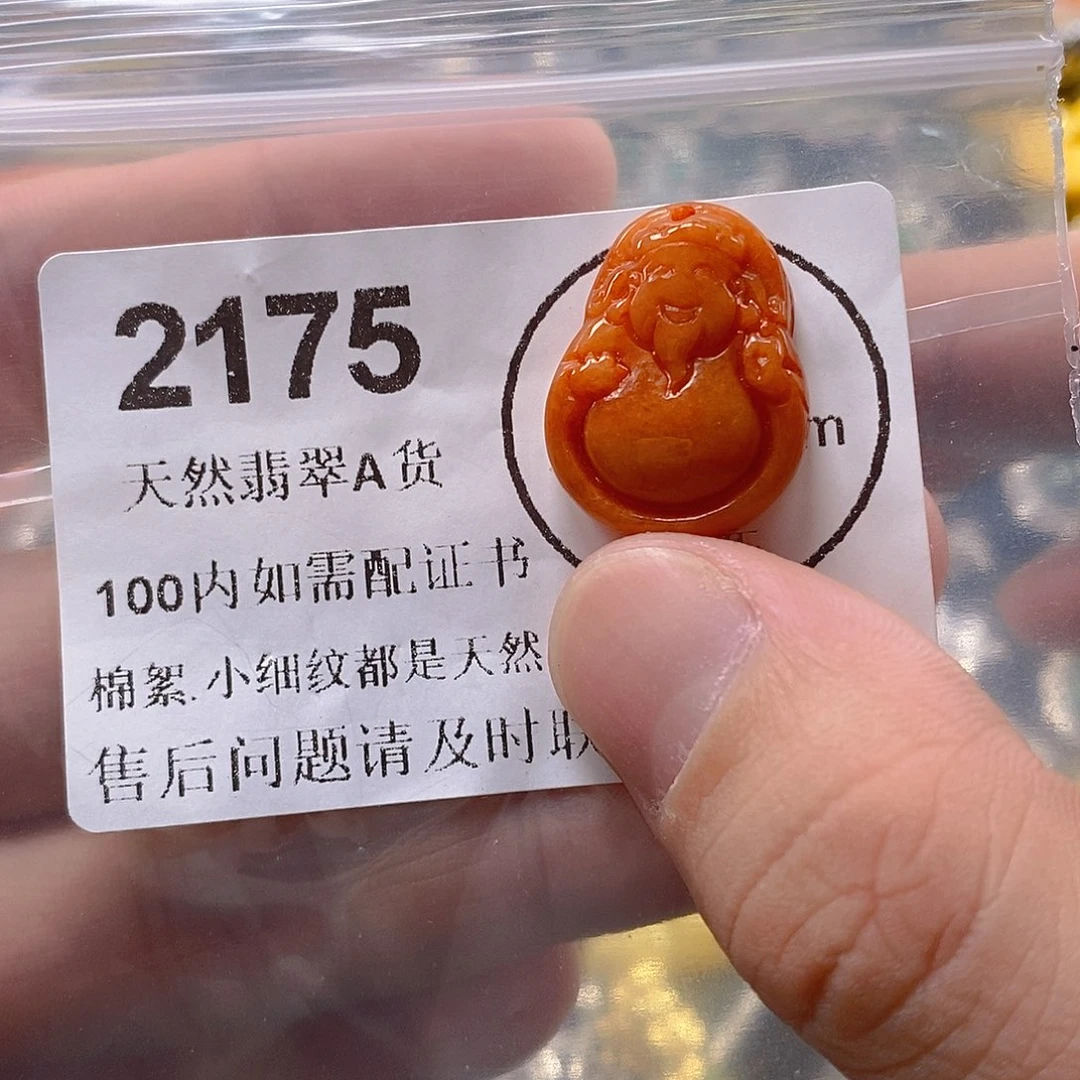 2175
天然翡翠A货
m
100内如需配证书
棉絮.小细纹都是天然
售后问题请及时